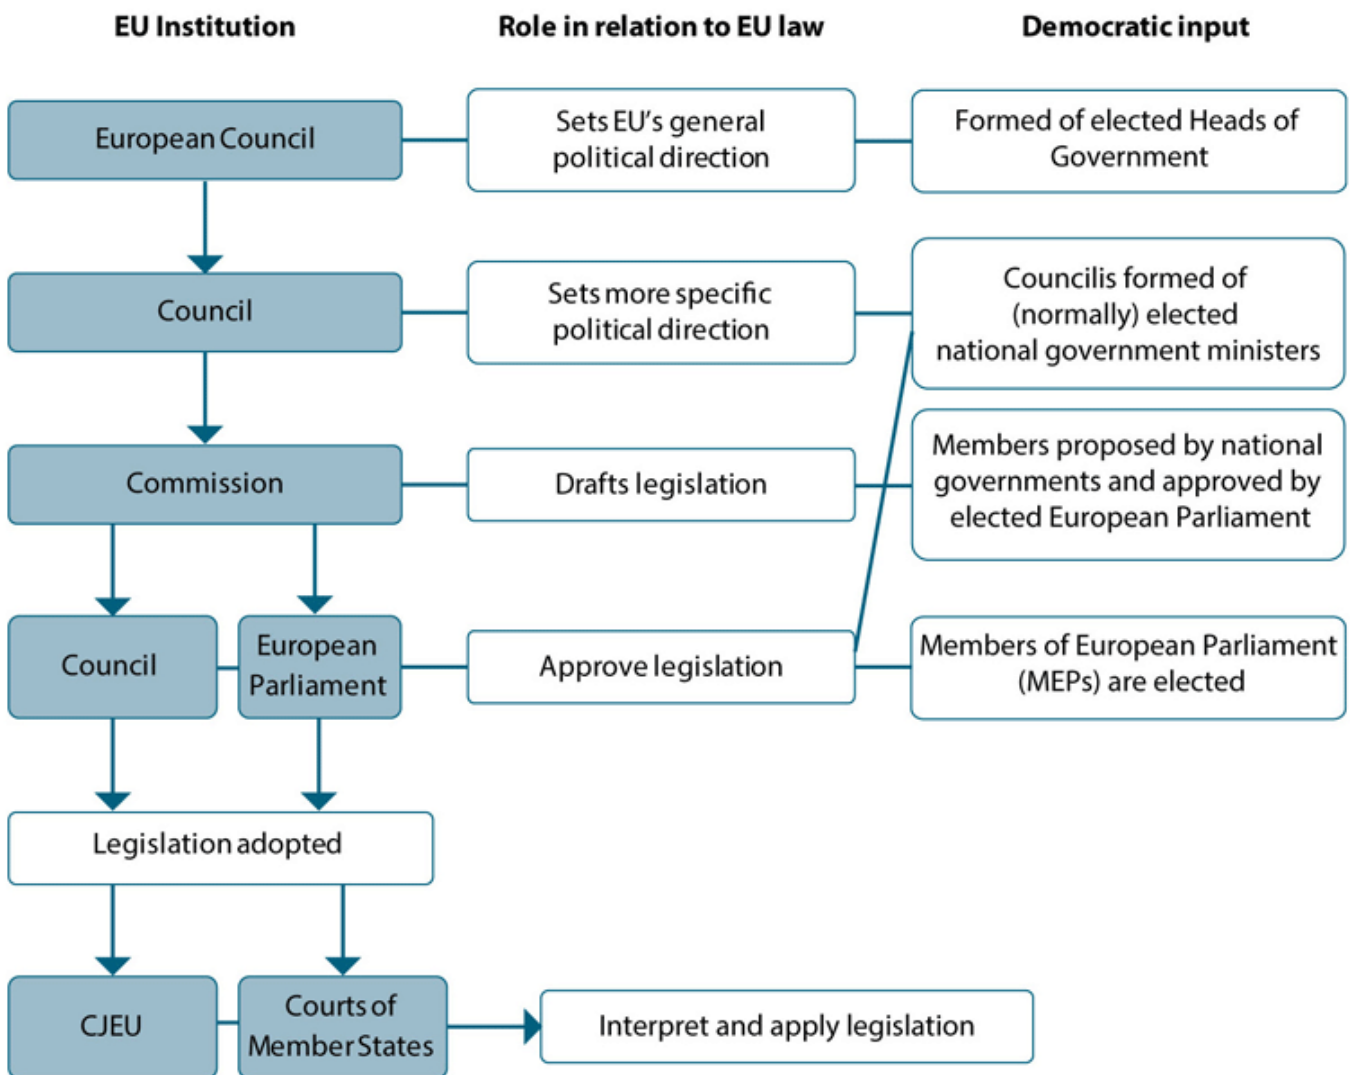 EU Institution
Role in relation to EU law
Democratic input
European Council
Sets EU's general
political direction
Formed of elected Heads of
Government
Council
Sets more specific
political direction
Councilis formed of
(normally) elected
national government ministers
Commission
Drafts legislation
Members proposed by national
governments and approved by
elected European Parliament
Council
European
Parliament
Approve legislation
Members of European Parliament
(MEPs) are elected
Legislation adopted
CJEU
Courts of
Member States
Interpret and apply legislation